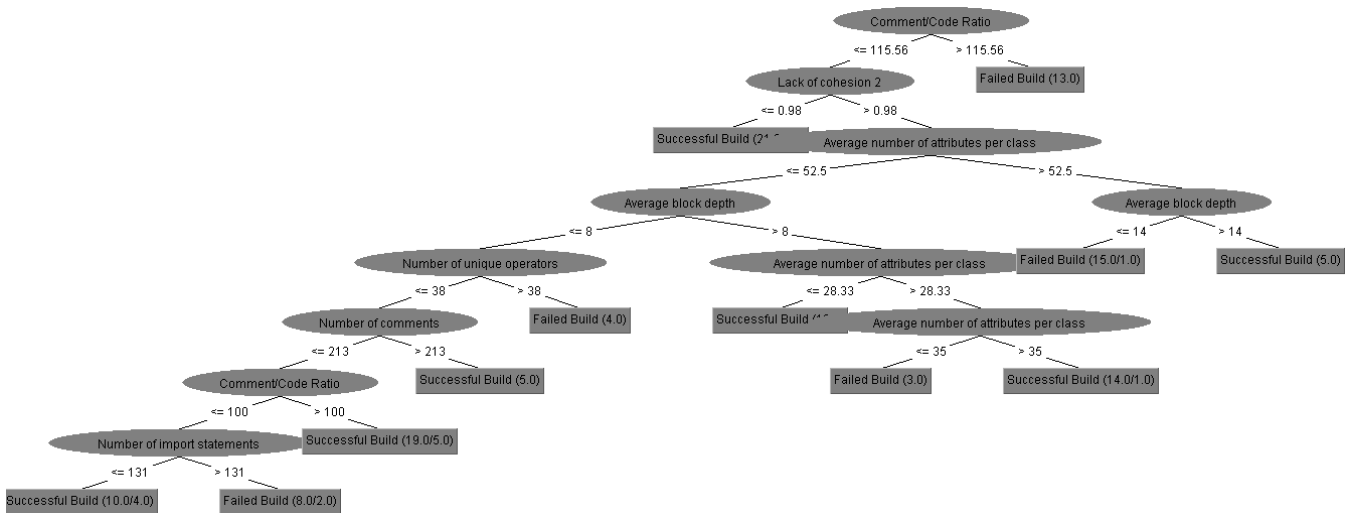 Comment/Code Ratio
<= 115.56 > 115.56
Lack of cohesion 2 Failed Build (13.0)
<= 0.98 > 0.98
Successful Build Average number of attributes per class
<= 52.5 > 52.5
Average block depth Average block depth
<= 8 > 8 <= 14 > 14
Number of unique operators Average number of attributes per class Failed Build (15.0/1.0) Successful Build (5.0)
<= 38 > 38 <= 28.33 > 28.33
Number of comments Failed Build (4.0) Successful Build Average number of attributes per class
<= 213 > 213 <= 35 > 35
Comment/Code Ratio Successful Build (5.0) Failed Build (3.0) Successful Build (14.0/1.0)
<= 100 > 100
Number of import statements Successful Build (19.0/5.0)
<= 131 > 131
Successful Build (10.0/4.0) Failed Build (8.0/2.0)